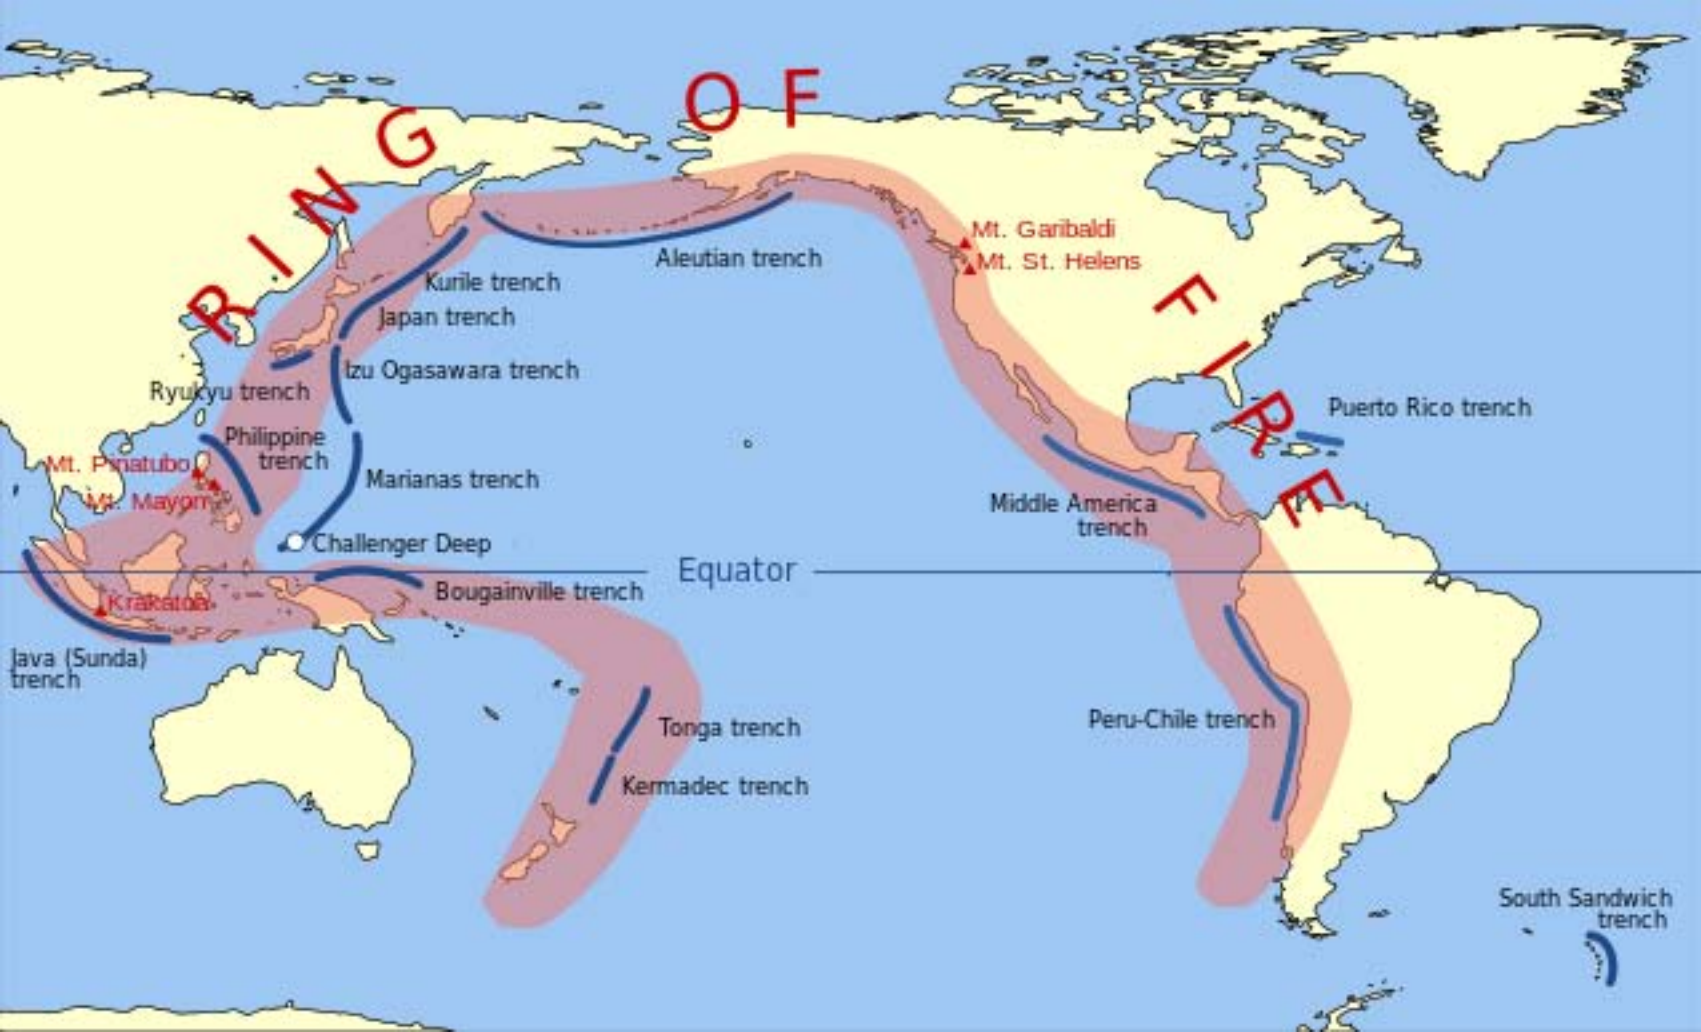 RING OF FIRE
Mt. Garibaldi
Mt. St. Helens
Aleutian trench
Kurile trench
Japan trench
Izu Ogasawara trench
Ryukyu trench
Puerto Rico trench
Philippine
trench
Mt. Pinatubo
Mt. Mayon
Marianas trench
Middle America
trench
Challenger Deep
Equator
Bougainville trench
Krakatoa
Java (Sunda)
trench
Tonga trench
Peru-Chile trench
Kermadec trench
South Sandwich
trench